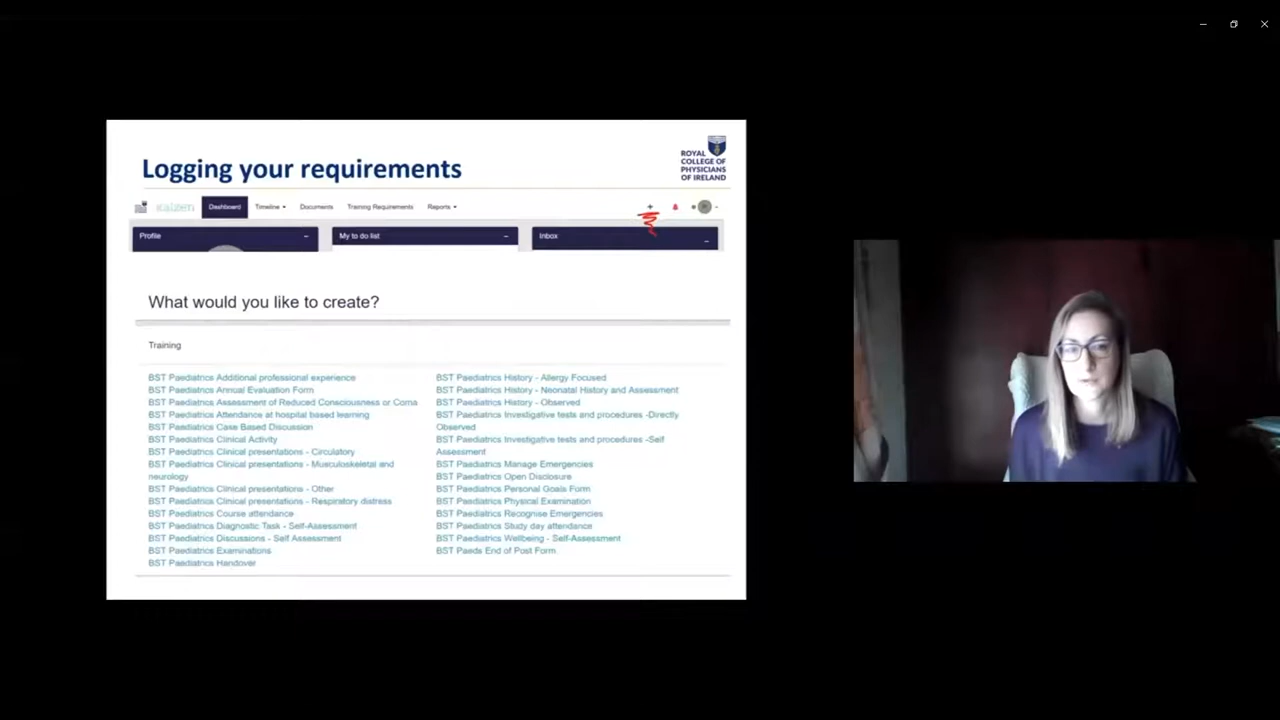 Logging your requirements
ROYAL
COLLEGE OF
PHYSICIANS
OF IRELAND
kaizen
Dashboard
Timeline
Documents
Training Requirements
Reports
Profile
My to do list
Inbox
What would you like to create?
Training
BST Paediatrics Additional professional experience
BST Paediatrics Annual Evaluation Form
BST Paediatrics Assessment of Reduced Consciousness or Coma
BST Paediatrics Attendance at hospital based learning
BST Paediatrics Case Based Discussion
BST Paediatrics Clinical Activity
BST Paediatrics Clinical presentations - Circulatory
BST Paediatrics Clinical presentations - Musculoskeletal and
neurology
BST Paediatrics Clinical presentations - Other
BST Paediatrics Clinical presentations - Respiratory distress
BST Paediatrics Course attendance
BST Paediatrics Diagnostic Task - Self-Assessment
BST Paediatrics Discussions - Self Assessment
BST Paediatrics Examinations
BST Paediatrics Handover
BST Paediatrics History - Allergy Focused
BST Paediatrics History - Neonatal History and Assessment
BST Paediatrics History - Observed
BST Paediatrics Investigative tests and procedures -Directly
Observed
BST Paediatrics Investigative tests and procedures -Self
Assessment
BST Paediatrics Manage Emergencies
BST Paediatrics Open Disclosure
BST Paediatrics Personal Goals Form
BST Paediatrics Physical Examination
BST Paediatrics Recognise Emergencies
BST Paediatrics Study day attendance
BST Paediatrics Wellbeing - Self-Assessment
BST Paeds End of Post Form